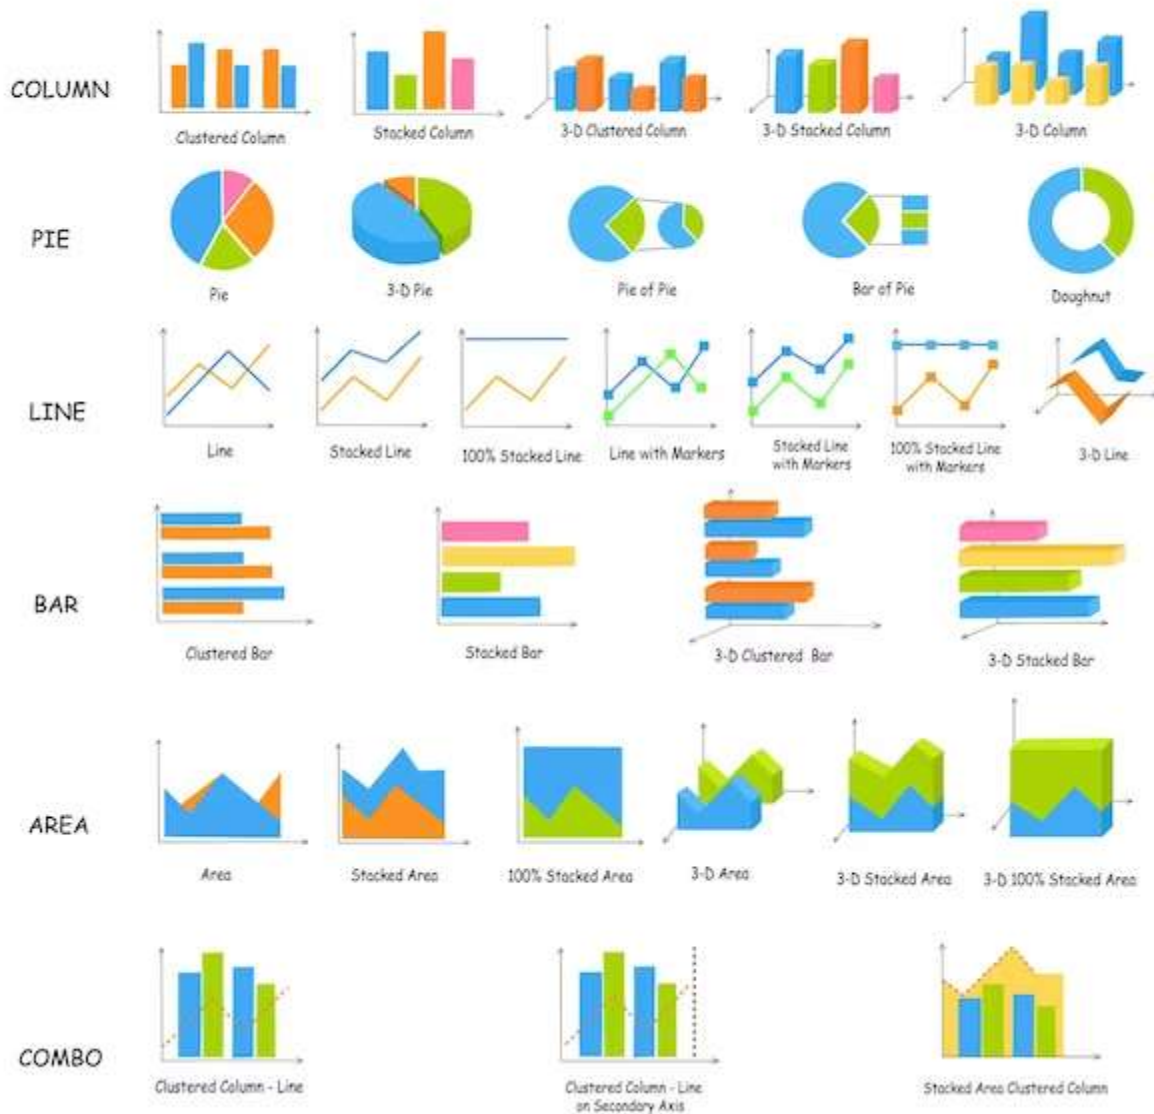 COLUMN
Clustered Column
Stacked Column
3-D Clustered Column
3-D Stacked Column
3-D Column
PIE
Pie
3-D Pie
Pie of Pie
Bar of Pie
Doughnut
LINE
Line
Stacked Line
100% Stacked Line
Line with Markers
Stacked Line
with Markers
100% Stacked Line
with Markers
3-D Line
BAR
Clustered Bar
Stacked Bar
3-D Clustered Bar
3-D Stacked Bar
AREA
Area
Stacked Area
100% Stacked Area
3-D Area
3-D Stacked Area
3-D 100% Stacked Area
COMBO
Clustered Column - Line
Clustered Column - Line
on Secondary Axis
Stacked Area Clustered Column